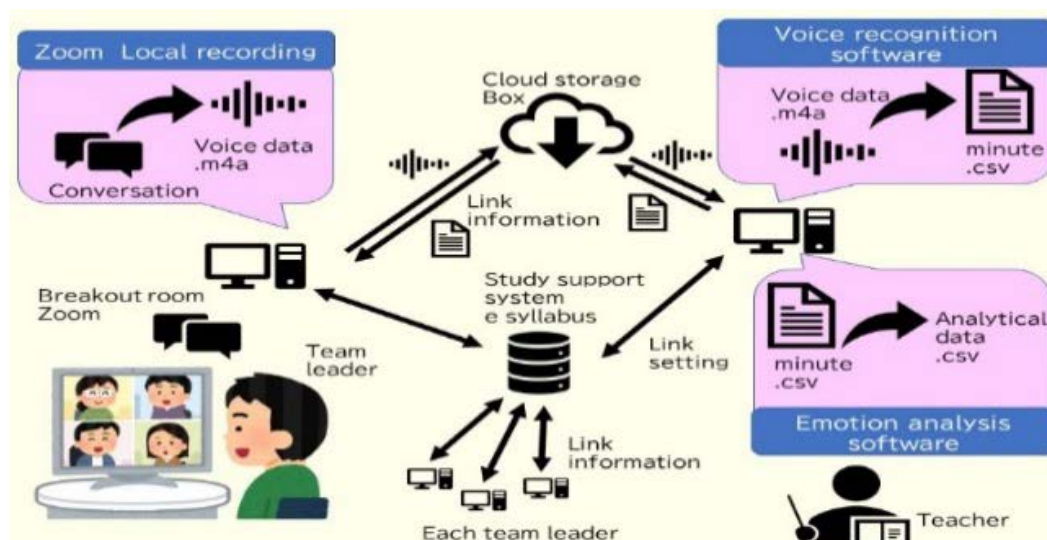 Zoom Local recording
Conversation
Voice data
.m4a
Cloud storage
Box
Voice recognition
software
Voice data
.m4a
minute
.csv
Link
information
Breakout room
Zoom
Team
leader
Study support
system
e syllabus
Link
setting
Link
information
Each team leader
minute
.csv
Analytical
data
.csv
Emotion analysis
software
Teacher